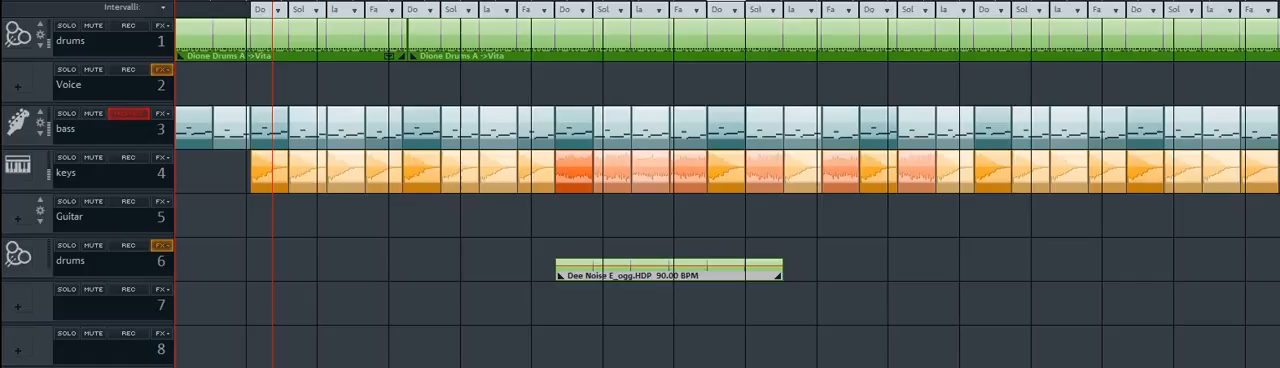 Intervalli:
Do Sol la Fa Do Sol la Fa Do Sol la Fa Do Sol la Fa Do Sol la Fa Do Sol la Fa Do Sol la Fa
SOLO MUTE REC FX
drums 1
Dione Drums A ->Vita Dione Drums A ->Vita
SOLO MUTE REC FX
Voice 2
SOLO MUTE
bass 3
SOLO MUTE REC FX
keys 4
SOLO MUTE REC FX
Guitar 5
SOLO MUTE REC FX
drums 6
Dee Noise E_ogg.HDP 90.00 BPM
SOLO MUTE REC FX
7
SOLO MUTE REC FX
8